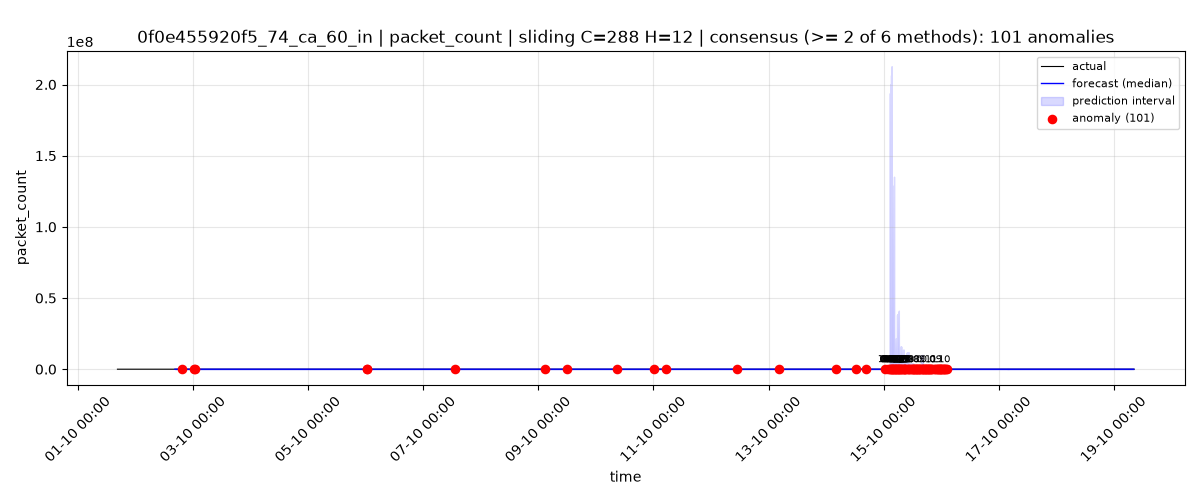 0f0e455920f5_74_ca_60_in | packet_count | sliding C=288 H=12 | consensus (>= 2 of 6 methods): 101 anomalies
1e8
actual
forecast (median)
prediction interval
anomaly (101)
2.0
1.5
1.0
0.5
0.0
packet_count
01-10 00:00
03-10 00:00
05-10 00:00
07-10 00:00
09-10 00:00
11-10 00:00
13-10 00:00
15-10 00:00
17-10 00:00
19-10 00:00
time